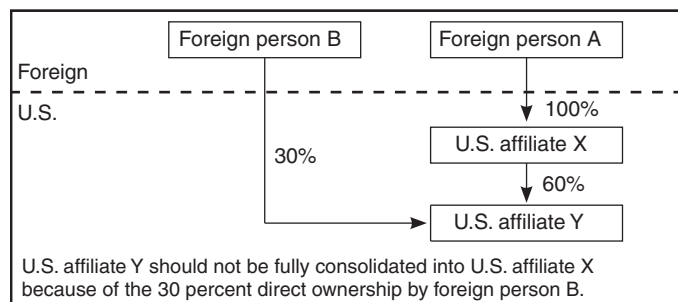 Foreign person B
Foreign person A
Foreign
U.S.
100%
U.S. affiliate X
30%
60%
U.S. affiliate Y
U.S. affiliate Y should not be fully consolidated into U.S. affiliate X
because of the 30 percent direct ownership by foreign person B.